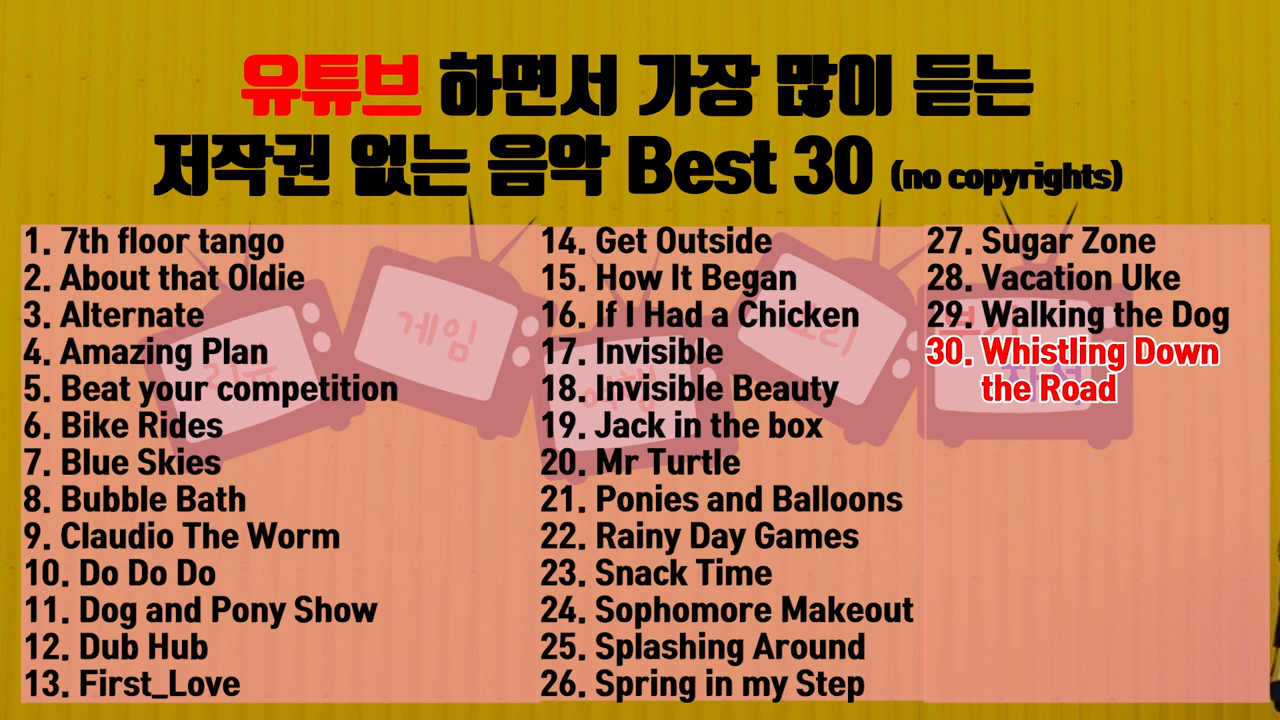 유튜브 하면서 가장 많이 듣는
저작권 없는 음악 Best 30 (no copyrights)
1. 7th floor tango
2. About that Oldie
3. Alternate
4. Amazing Plan
5. Beat your competition
6. Bike Rides
7. Blue Skies
8. Bubble Bath
9. Claudio The Worm
10. Do Do Do
11. Dog and Pony Show
12. Dub Hub
13. First_Love
14. Get Outside
15. How It Began
16. If I Had a Chicken
17. Invisible
18. Invisible Beauty
19. Jack in the box
20. Mr Turtle
21. Ponies and Balloons
22. Rainy Day Games
23. Snack Time
24. Sophomore Makeout
25. Splashing Around
26. Spring in my Step
27. Sugar Zone
28. Vacation Uke
29. Walking the Dog
30. Whistling Down
the Road
게임